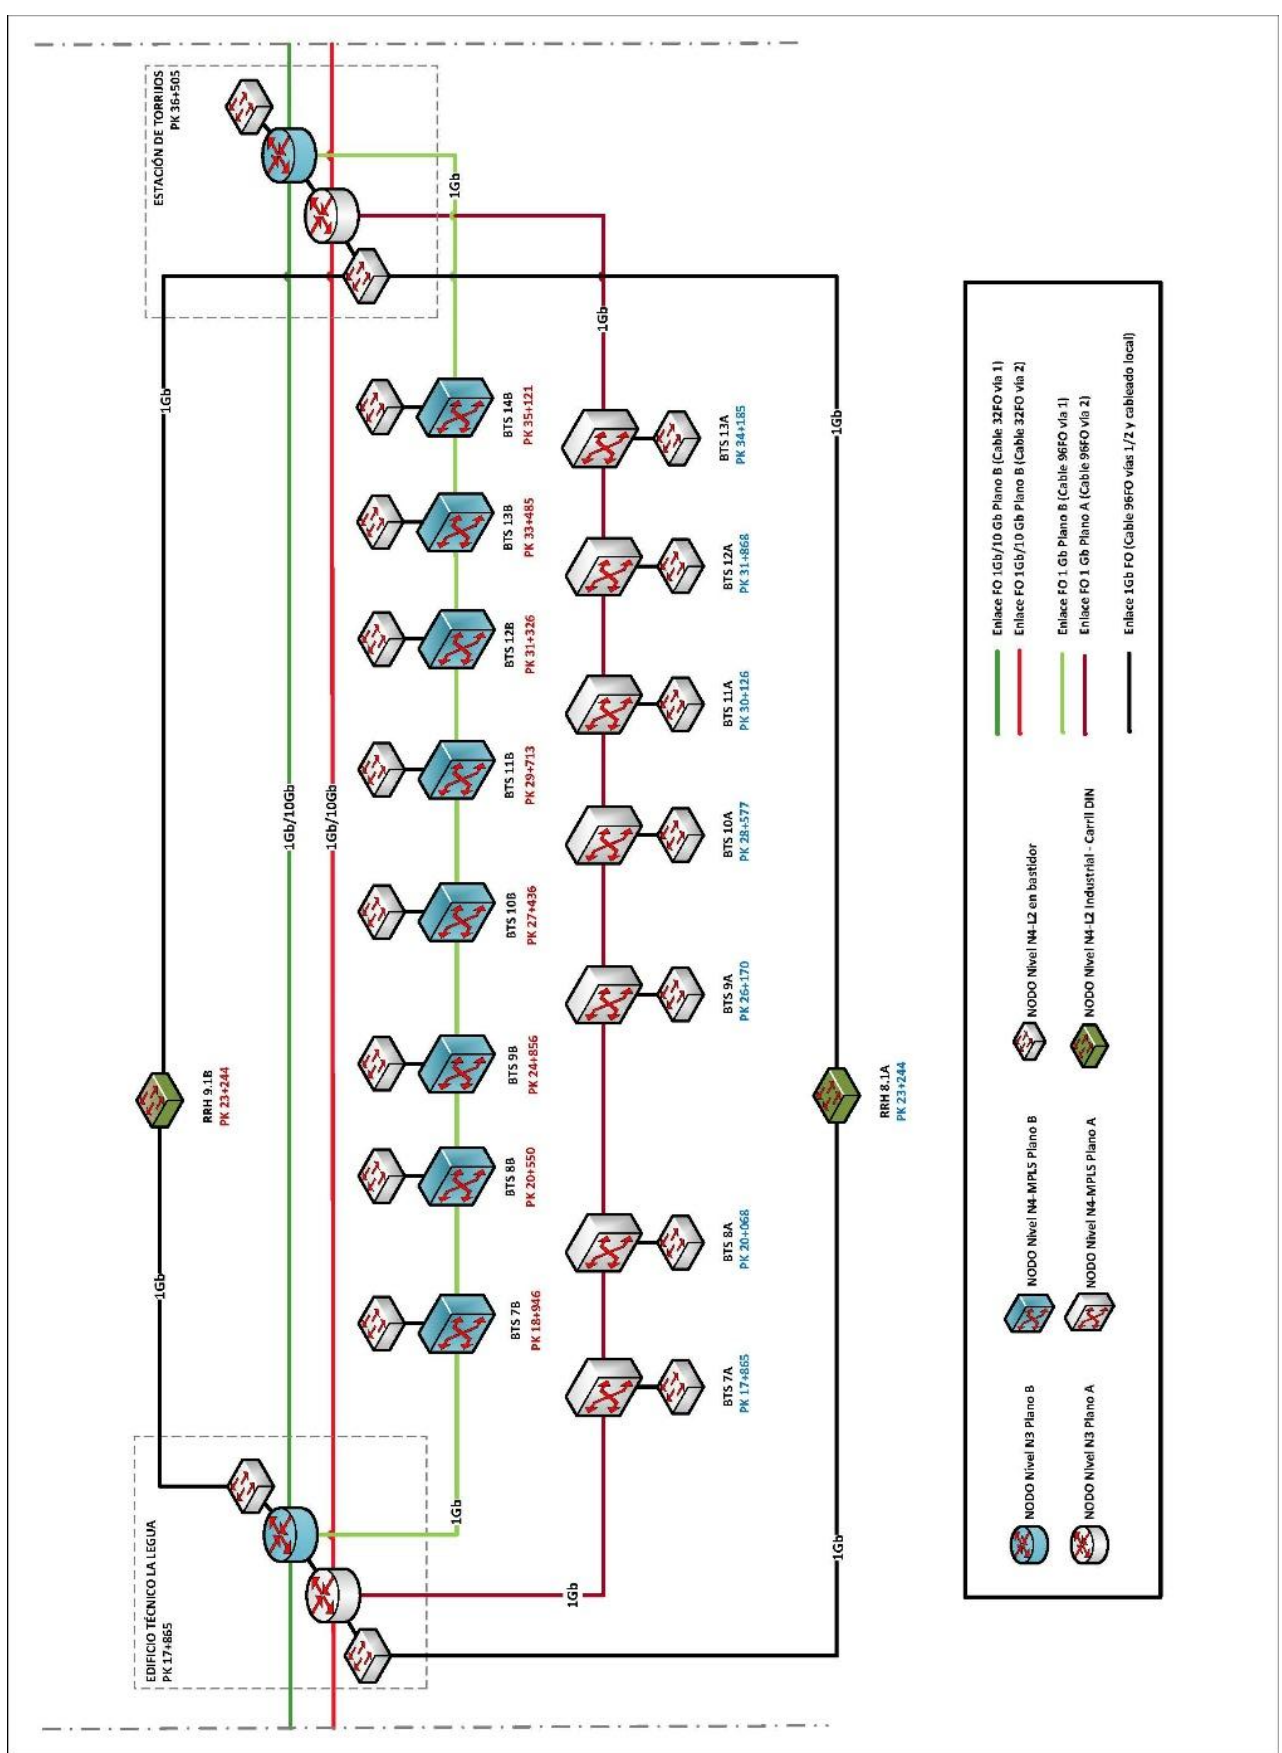 EDIFICIO TÉCNICO LA LEGUA
PK 17+865
ESTACIÓN DE TORRIJOS
PK 36+505
1Gb
RRH 9.1B
PK 23+244
1Gb
1Gb/10Gb
1Gb/10Gb
1Gb
BTS 7B
PK 18+946
BTS 8B
PK 20+550
BTS 9B
PK 24+856
BTS 10B
PK 27+436
BTS 11B
PK 29+713
BTS 12B
PK 31+326
BTS 13B
PK 33+485
BTS 14B
PK 35+121
1Gb
1Gb
BTS 7A
PK 17+865
BTS 8A
PK 20+068
BTS 9A
PK 26+170
BTS 10A
PK 28+577
BTS 11A
PK 30+126
BTS 12A
PK 31+868
BTS 13A
PK 34+185
1Gb
1Gb
RRH 8.1A
PK 23+244
1Gb
NODO Nivel N3 Plano B
NODO Nivel N3 Plano A
NODO Nivel N4-MPLS Plano B
NODO Nivel N4-MPLS Plano A
NODO Nivel N4-L2 en bastidor
NODO Nivel N4-L2 Industrial - Carril DIN
Enlace FO 1Gb/10 Gb Plano B (Cable 32FO vía 1)
Enlace FO 1Gb/10 Gb Plano B (Cable 32FO vía 2)
Enlace FO 1 Gb Plano B (Cable 96FO vía 1)
Enlace FO 1 Gb Plano A (Cable 96FO vía 2)
Enlace 1Gb FO (Cable 96FO vías 1/2 y cableado local)